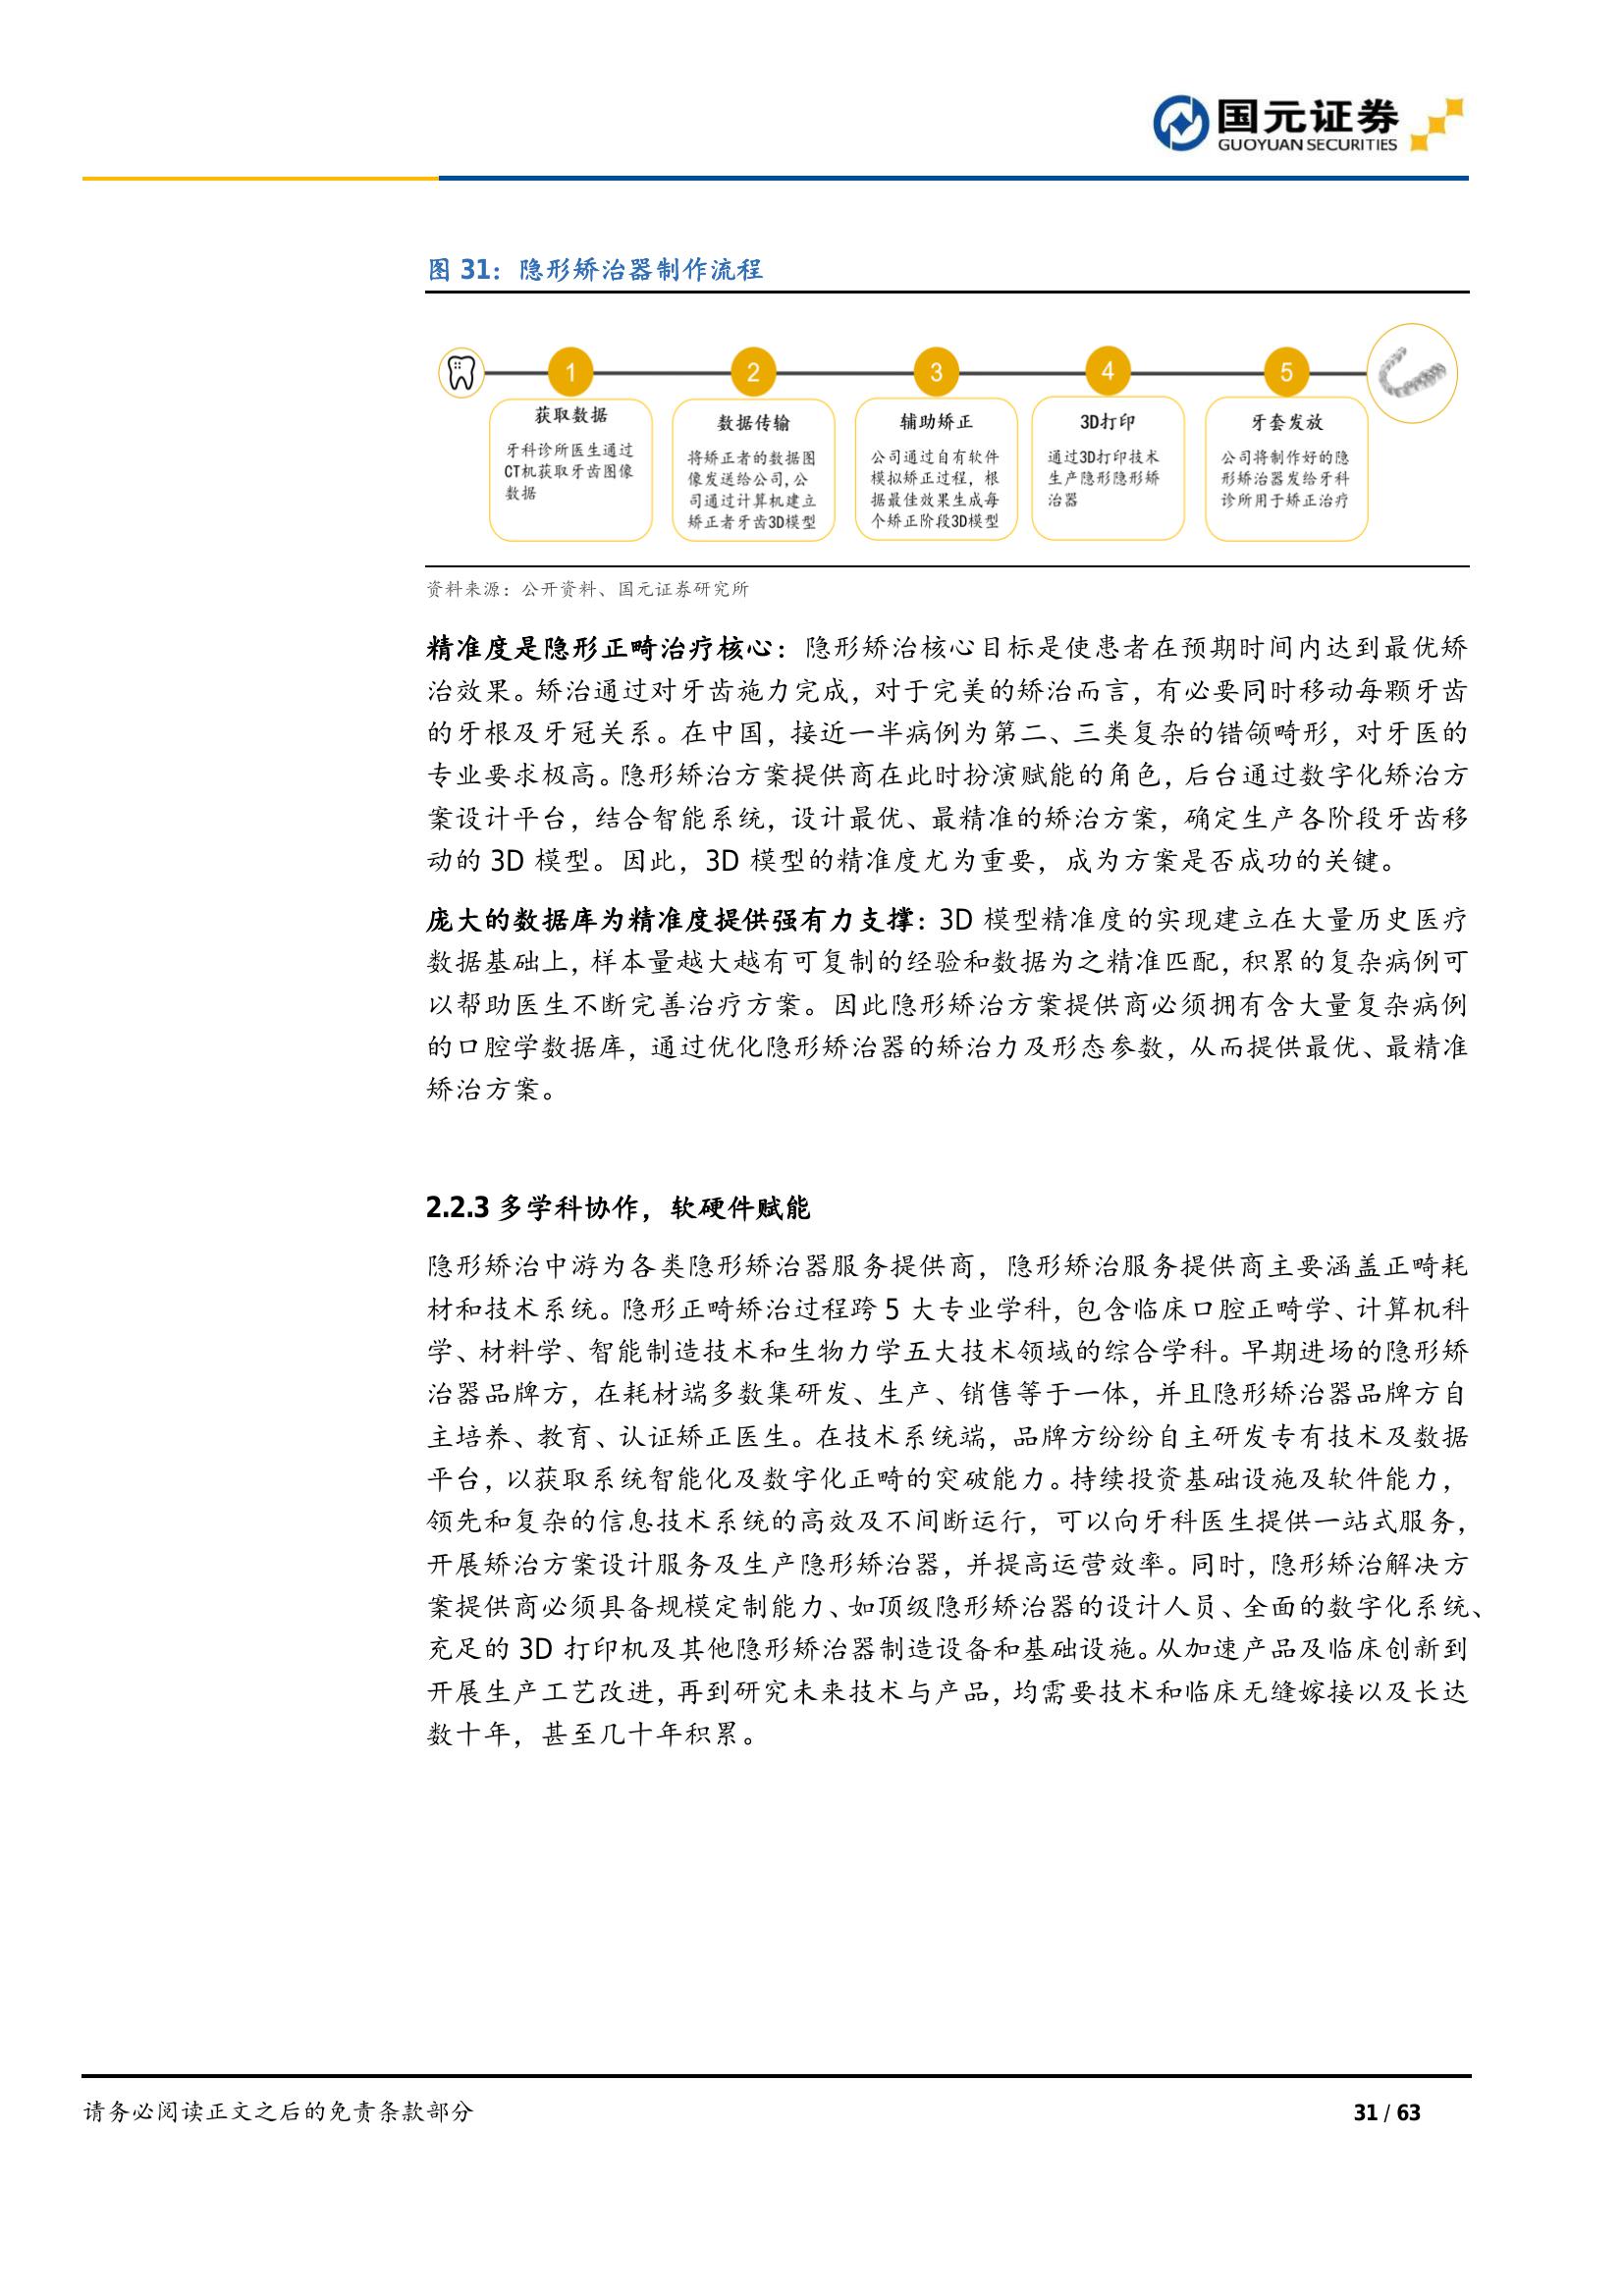 国元证券
GUOYUAN SECURITIES
图 31：隐形矫治器制作流程
1
获取数据
牙科诊所医生通过
CT机获取牙齿图像
数据
2
数据传输
将矫正者的数据图
像发送给公司,公
司通过计算机建立
矫正者牙齿3D模型
3
辅助矫正
公司通过自有软件
模拟矫正过程，根
据最佳效果生成每
个矫正阶段3D模型
4
3D打印
通过3D打印技术
生产隐形隐形矫
治器
5
牙套发放
公司将制作好的隐
形矫治器发给牙科
诊所用于矫正治疗
资料来源：公开资料、国元证券研究所
精准度是隐形正畸治疗核心：隐形矫治核心目标是使患者在预期时间内达到最优矫
治效果。矫治通过对牙齿施力完成，对于完美的矫治而言，有必要同时移动每颗牙齿
的牙根及牙冠关系。在中国，接近一半病例为第二、三类复杂的错颌畸形，对牙医的
专业要求极高。隐形矫治方案提供商在此时扮演赋能的角色，后台通过数字化矫治方
案设计平台，结合智能系统，设计最优、最精准的矫治方案，确定生产各阶段牙齿移
动的 3D 模型。因此，3D 模型的精准度尤为重要，成为方案是否成功的关键。
庞大的数据库为精准度提供强有力支撑：3D 模型精准度的实现建立在大量历史医疗
数据基础上，样本量越大越有可复制的经验和数据为之精准匹配，积累的复杂病例可
以帮助医生不断完善治疗方案。因此隐形矫治方案提供商必须拥有含大量复杂病例
的口腔学数据库，通过优化隐形矫治器的矫治力及形态参数，从而提供最优、最精准
矫治方案。
2.2.3 多学科协作，软硬件赋能
隐形矫治中游为各类隐形矫治器服务提供商，隐形矫治服务提供商主要涵盖正畸耗
材和技术系统。隐形正畸矫治过程跨 5 大专业学科，包含临床口腔正畸学、计算机科
学、材料学、智能制造技术和生物力学五大技术领域的综合学科。早期进场的隐形矫
治器品牌方，在耗材端多数集研发、生产、销售等于一体，并且隐形矫治器品牌方自
主培养、教育、认证矫正医生。在技术系统端，品牌方纷纷自主研发专有技术及数据
平台，以获取系统智能化及数字化正畸的突破能力。持续投资基础设施及软件能力，
领先和复杂的信息技术系统的高效及不间断运行，可以向牙科医生提供一站式服务，
开展矫治方案设计服务及生产隐形矫治器，并提高运营效率。同时，隐形矫治解决方
案提供商必须具备规模定制能力、如顶级隐形矫治器的设计人员、全面的数字化系统、
充足的 3D 打印机及其他隐形矫治器制造设备和基础设施。从加速产品及临床创新到
开展生产工艺改进，再到研究未来技术与产品，均需要技术和临床无缝嫁接以及长达
数十年，甚至几十年积累。
请务必阅读正文之后的免责条款部分
31 / 63